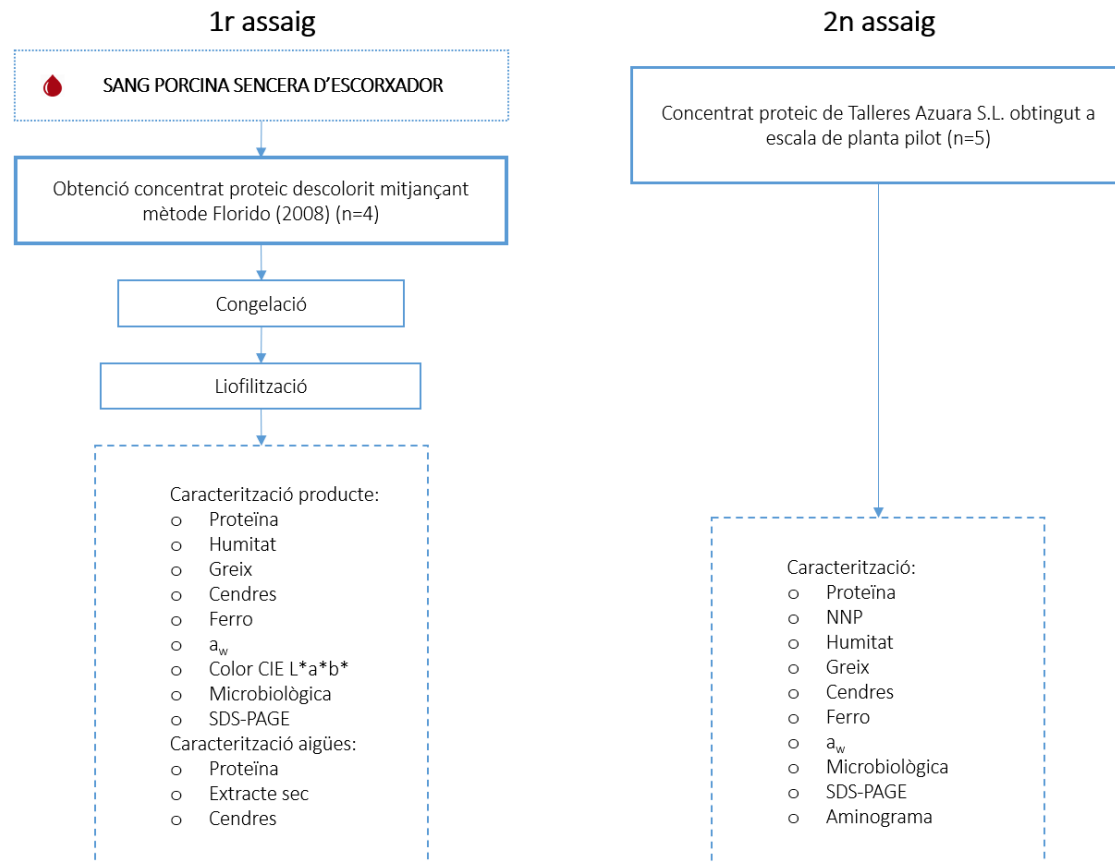 1r assaig
SANG PORCINA SENCERA D'ESCORXADOR
Obtenció concentrat proteic descolorit mitjançant
mètode Florido (2008) (n=4)
Congelació
Liofilització
Caracterització producte:
o Proteïna
o Humitat
o Greix
o Cendres
o Ferro
o aw
o Color CIE L*a*b*
o Microbiològica
o SDS-PAGE
Caracterització aigües:
o Proteïna
o Extracte sec
o Cendres
2n assaig
Concentrat proteic de Talleres Azuara S.L. obtingut a
escala de planta pilot (n=5)
Caracterització:
o Proteïna
o NNP
o Humitat
o Greix
o Cendres
o Ferro
o aw
o Microbiològica
o SDS-PAGE
o Aminograma